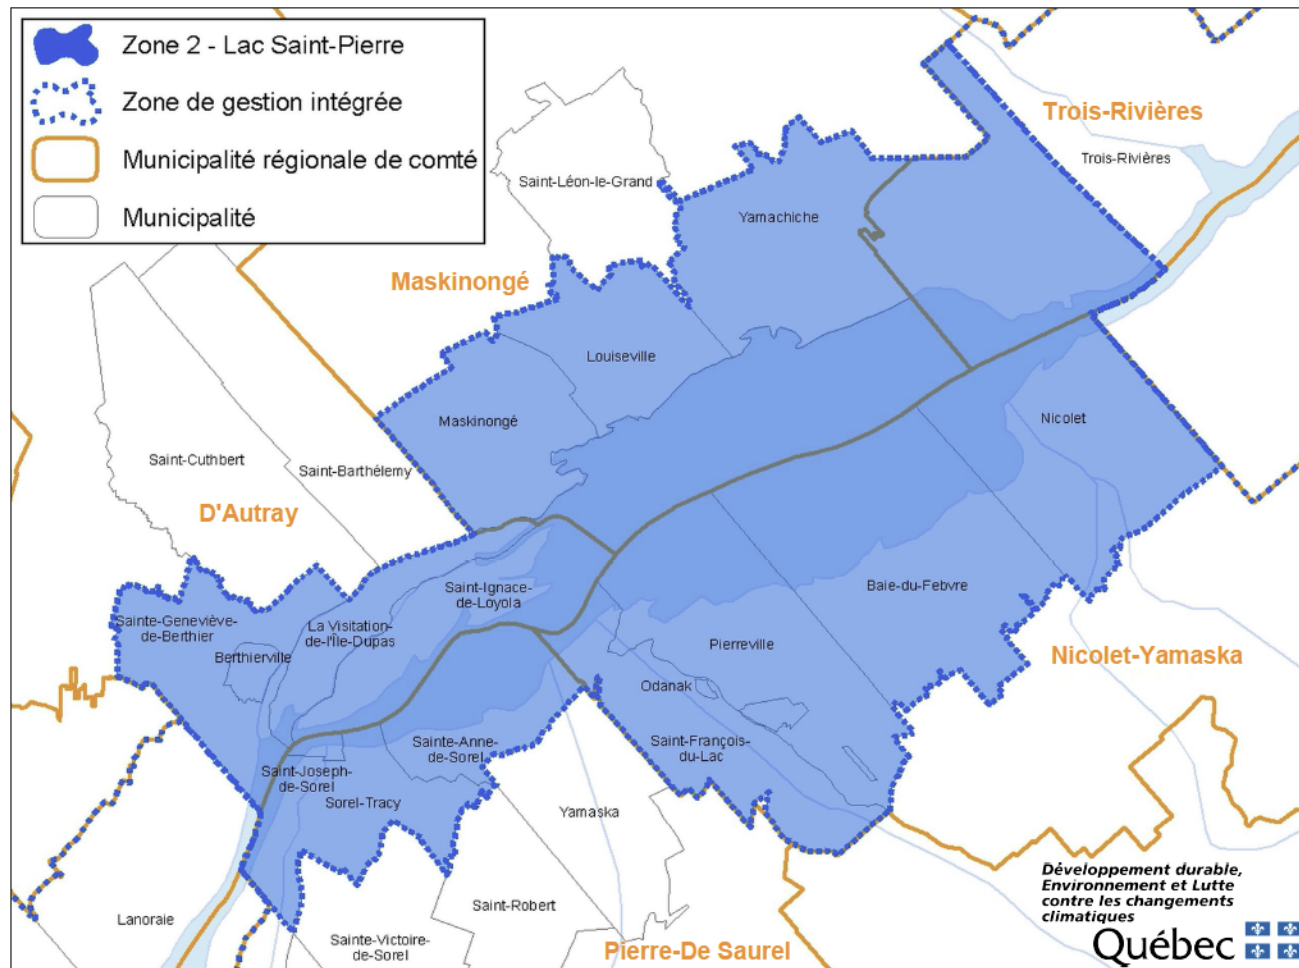 Zone 2 - Lac Saint-Pierre
Zone de gestion intégrée
Municipalité régionale de comté
Municipalité
Trois-Rivières
Trois-Rivières
Saint-Léon-le-Grand
Yamachiche
Maskinongé
Louiseville
Maskinongé
Nicolet
Saint-Cuthbert
Saint-Barthélemy
D'Autray
Saint-Ignace-
de-Loyola
Baie-du-Febvre
Sainte-Geneviève-
de-Berthier
La Visitation-
de-l'Île-Dupas
Berthierville
Pierreville
Nicolet-Yamaska
Odanak
Saint-François-
du-Lac
Sainte-Anne-
de-Sorel
Saint-Joseph-
de-Sorel
Sorel-Tracy
Yamaska
Saint-Robert
Lanoraie
Sainte-Victoire-
de-Sorel
Pierre-De Saurel
Développement durable,
Environnement et Lutte
contre les changements
climatiques
Québec